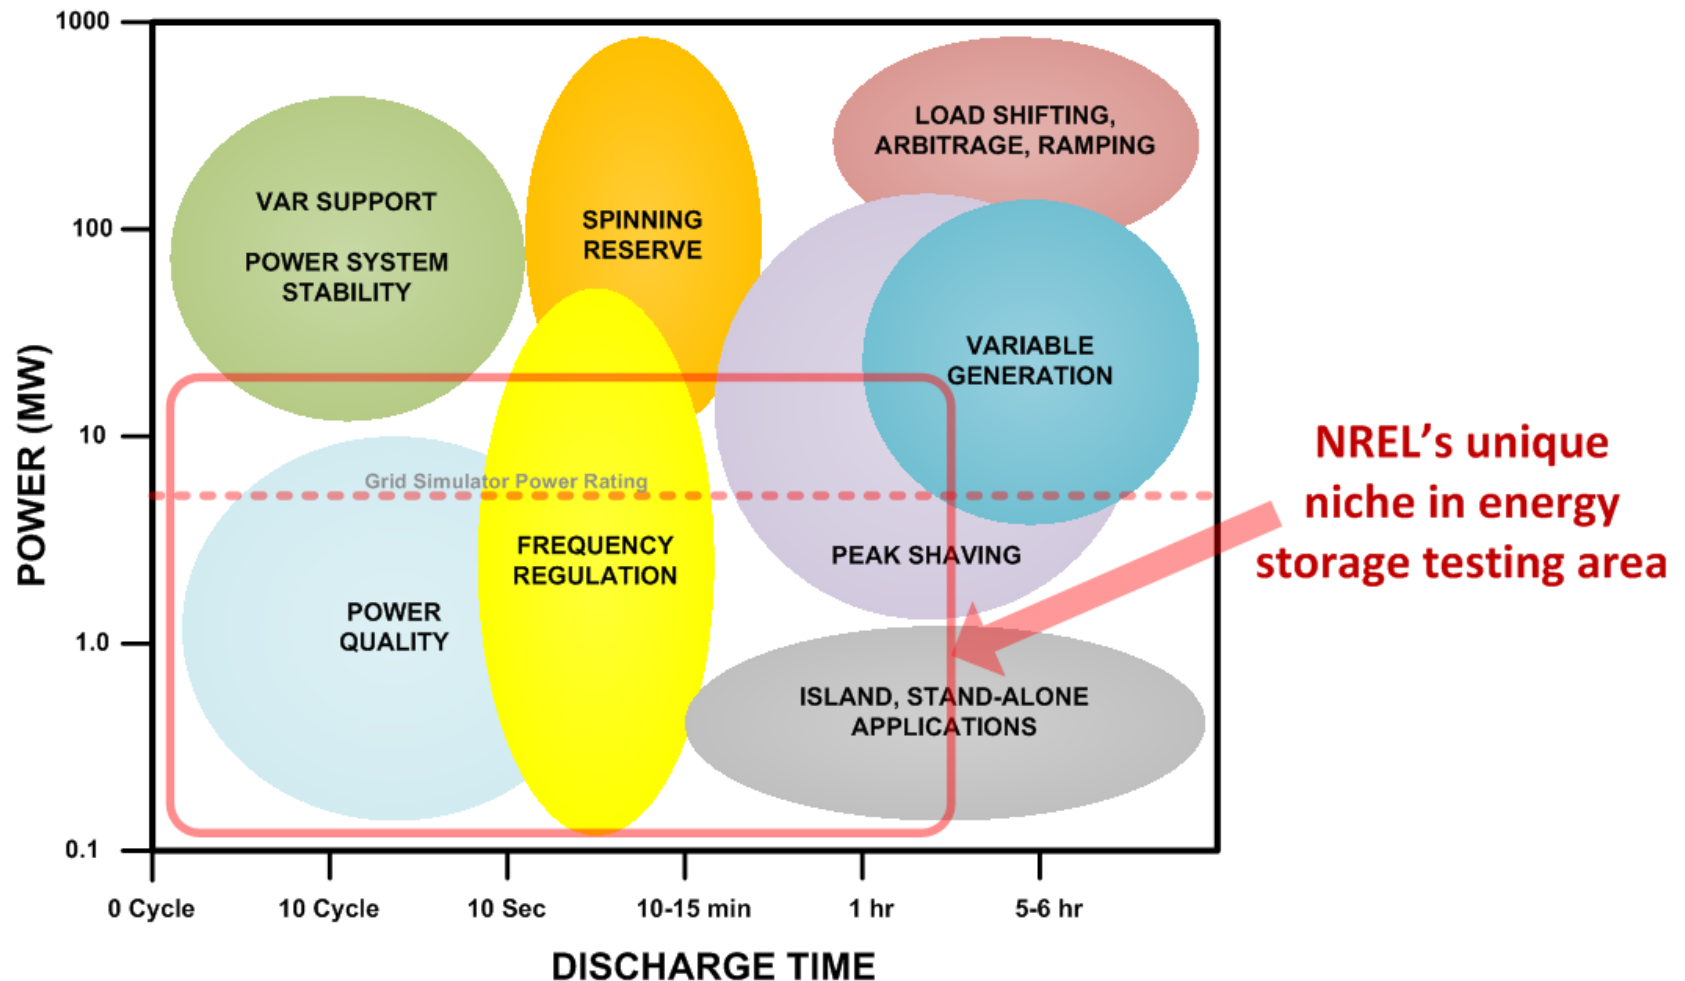 1000
100
10
1.0
0.1
POWER (MW)
VAR SUPPORT
POWER SYSTEM
STABILITY
SPINNING
RESERVE
LOAD SHIFTING,
ARBITRAGE, RAMPING
VARIABLE
GENERATION
Grid Simulator Power Rating
FREQUENCY
REGULATION
PEAK SHAVING
POWER
QUALITY
ISLAND, STAND-ALONE
APPLICATIONS
NREL’s unique
niche in energy
storage testing area
0 Cycle
10 Cycle
10 Sec
10-15 min
1 hr
5-6 hr
DISCHARGE TIME